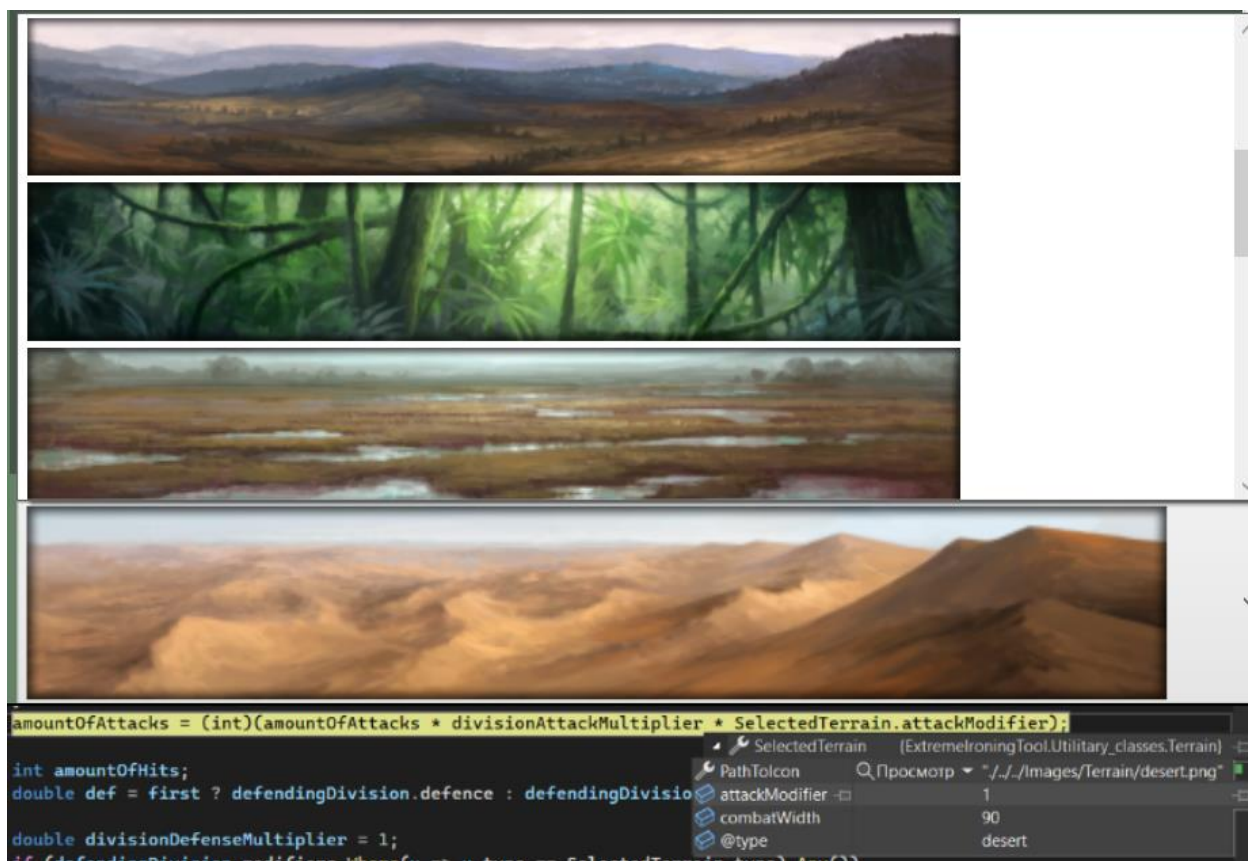 amountOfAttacks = (int)(amountOfAttacks * divisionAttackMultiplier * SelectedTerrain.attackModifier);
SelectedTerrain {ExtremeIroningTool.Utilitary_classes.Terrain}
int amountOfHits;
PathToIcon Просмотр "./../../Images/Terrain/desert.png"
double def = first ? defendingDivision.defence : defendingDivisio
attackModifier 1
combatWidth 90
double divisionDefenseMultiplier = 1;
@type desert